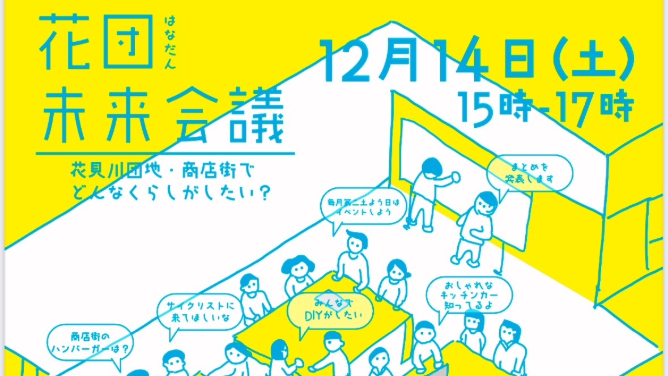 花団
はなだん
未来会議
花見川団地・商店街で
どんなくらしがしたい？
12月14日（土）
15時-17時
まとめを
発表します
毎月第二土よう日は
イベントしよう
サイクリストに
来てほしいな
みんなで
DIYがしたい
おしゃれな
キッチンカー
知ってるよ
商店街の
ハンバーガーは？